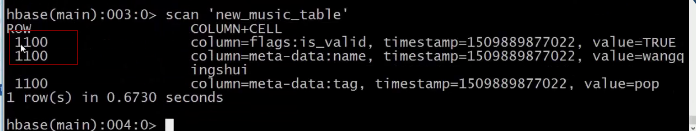 hbase(main):003:0> scan 'new_music_table'
ROW COLUMN+CELL
1100 column=flags:is_valid, timestamp=1509889877022, value=TRUE
1100 column=meta-data:name, timestamp=1509889877022, value=wangq
ingshui
1100 column=meta-data:tag, timestamp=1509889877022, value=pop
1 row(s) in 0.6730 seconds
hbase(main):004:0>